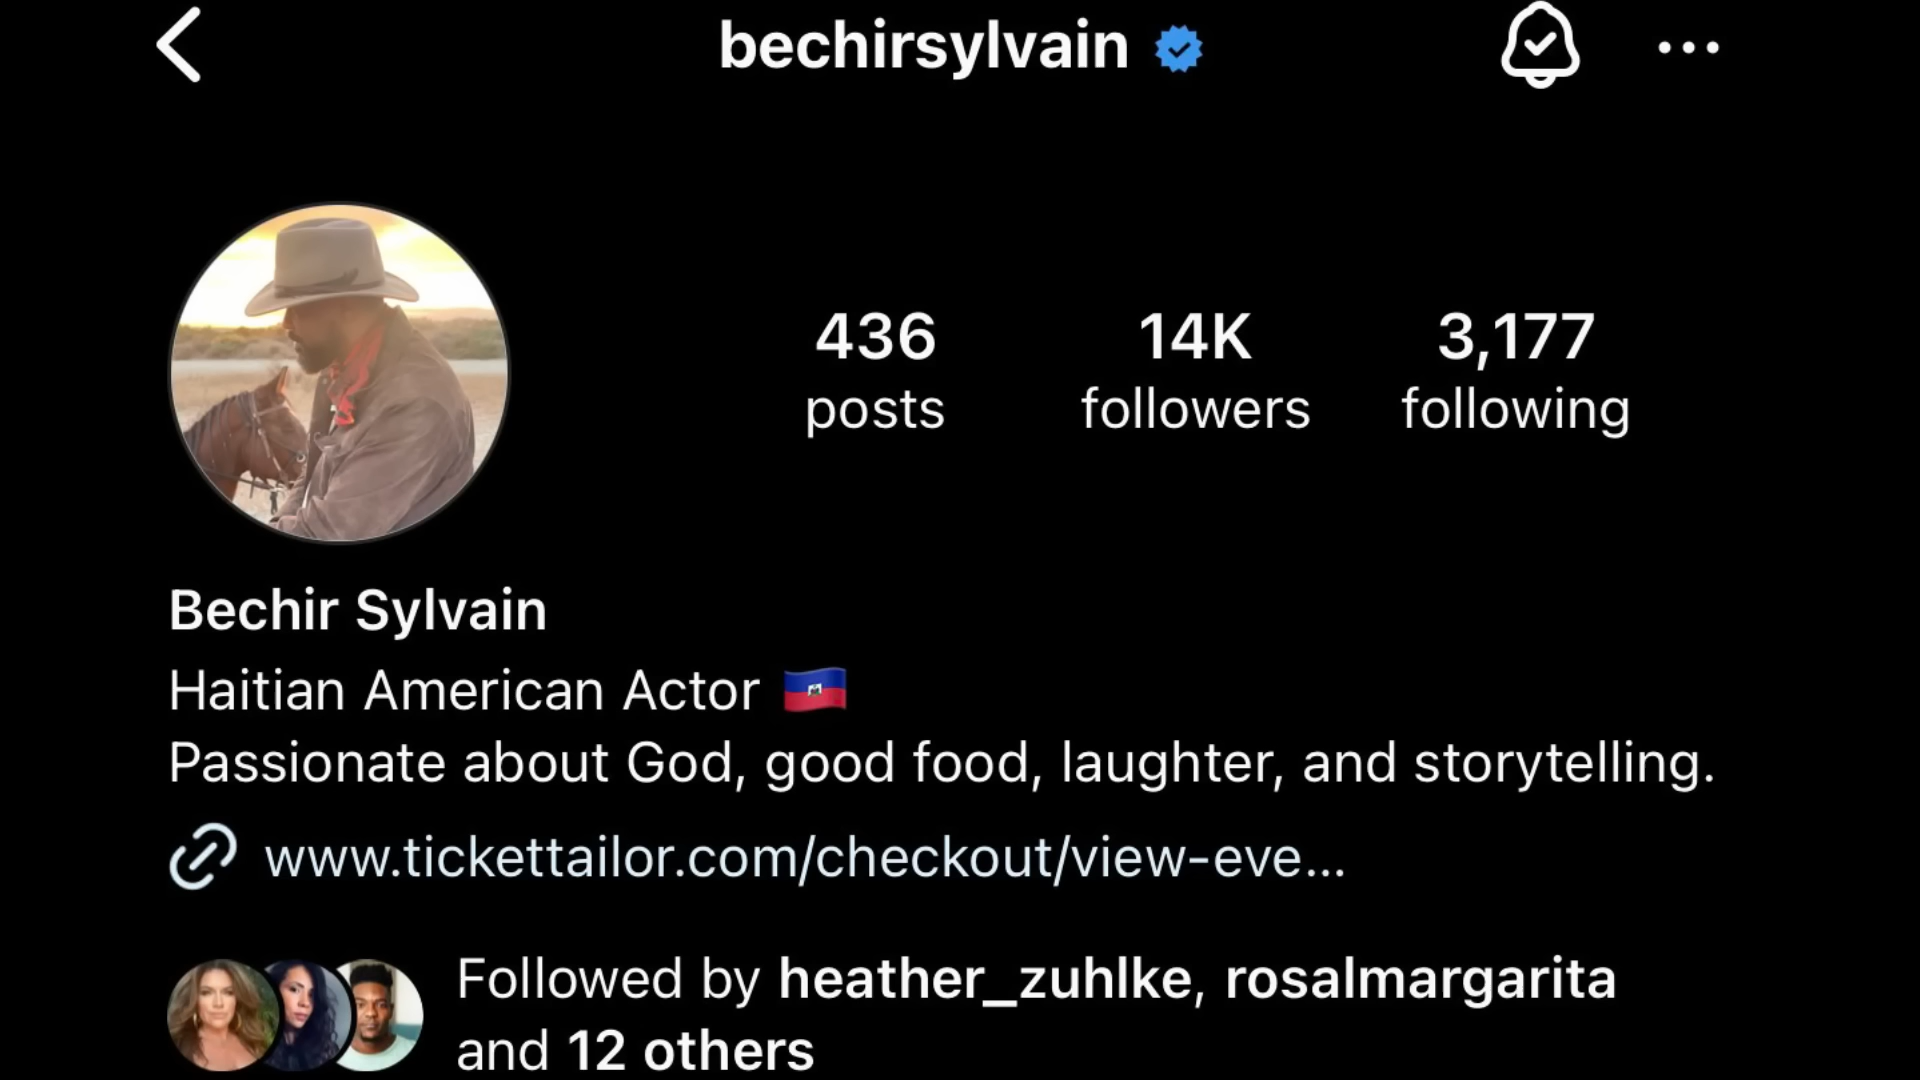 bechirsylvain
436 14K 3,177
posts followers following
Bechir Sylvain
Haitian American Actor 🇭🇹
Passionate about God, good food, laughter, and storytelling.
www.tickettailor.com/checkout/view-eve...
Followed by heather_zuhlke, rosalmargarita
and 12 others